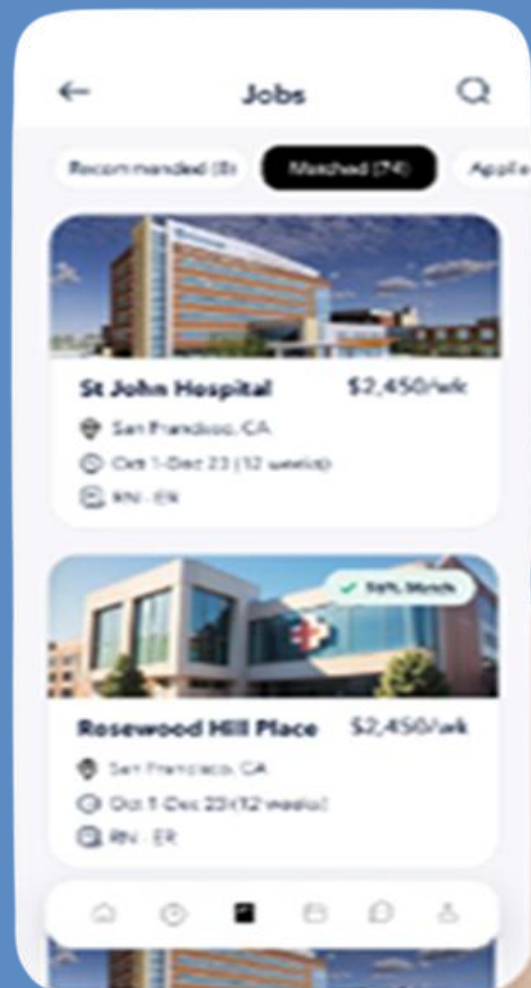 Jobs
Recommended (8)
Matched (74)
Applie
St John Hospital
$2,450/wk
San Francisco, CA
Oct 1-Dec 23 (12 weeks)
RN - ER
Match
Rosewood Hill Place
$2,450/wk
San Francisco, CA
Oct 1-Dec 23 (12 weeks)
RN - ER